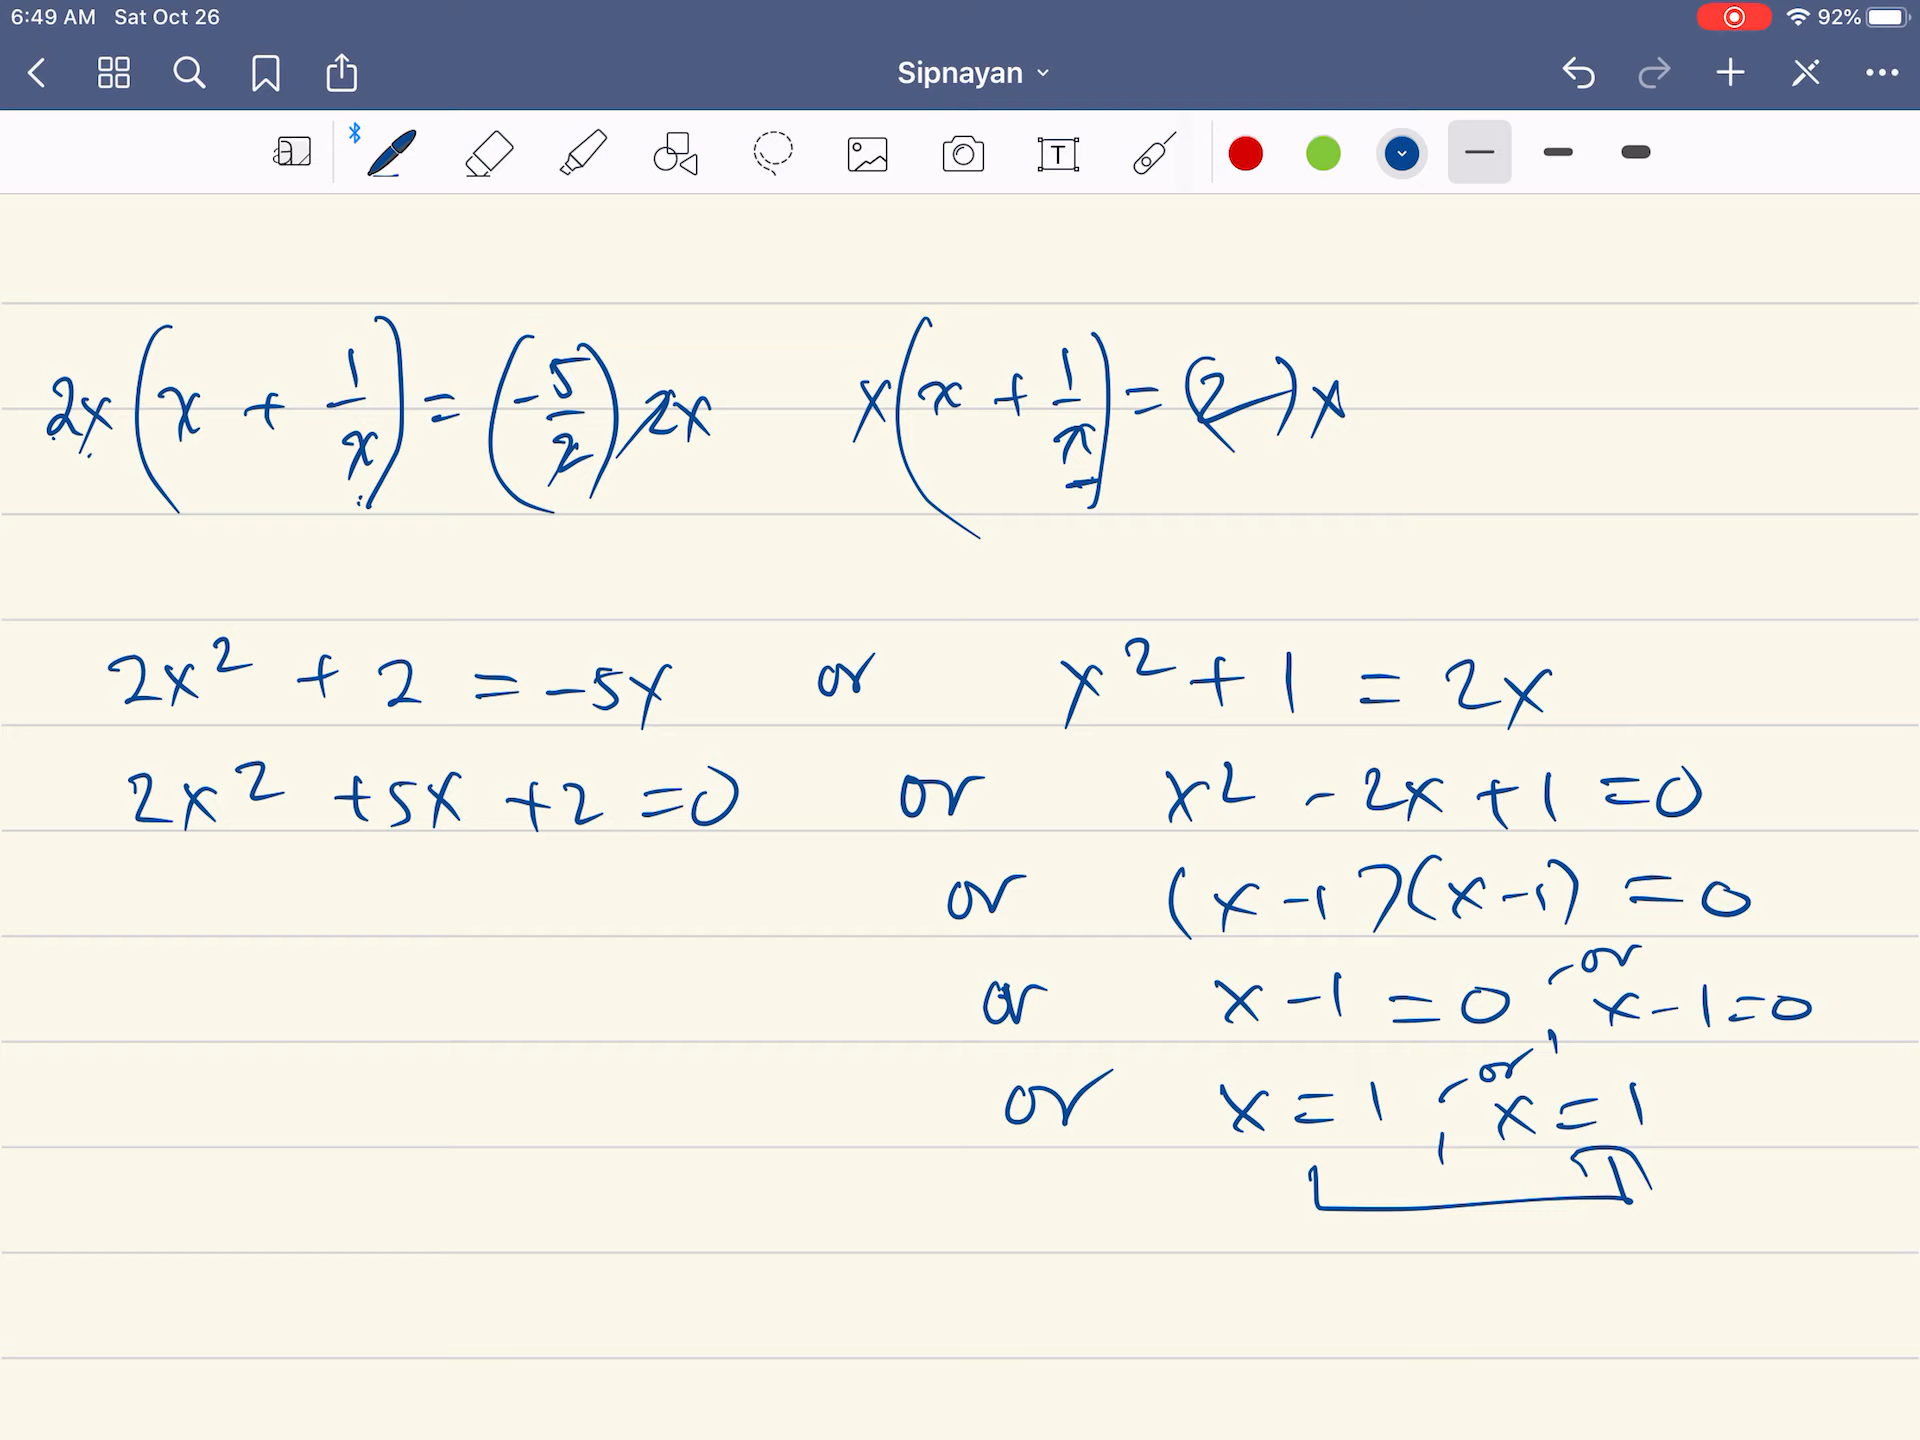 6:49 AM Sat Oct 26 92%
Sipnayan
T
2x(x + 1/x) = (-5/2)2x x(x + 1/x) = (2)x
2x² + 2 = -5x or x² + 1 = 2x
2x² + 5x + 2 = 0 or x² - 2x + 1 = 0
or (x - 1)(x - 1) = 0
or x - 1 = 0 or x - 1 = 0
or x = 1 or x = 1